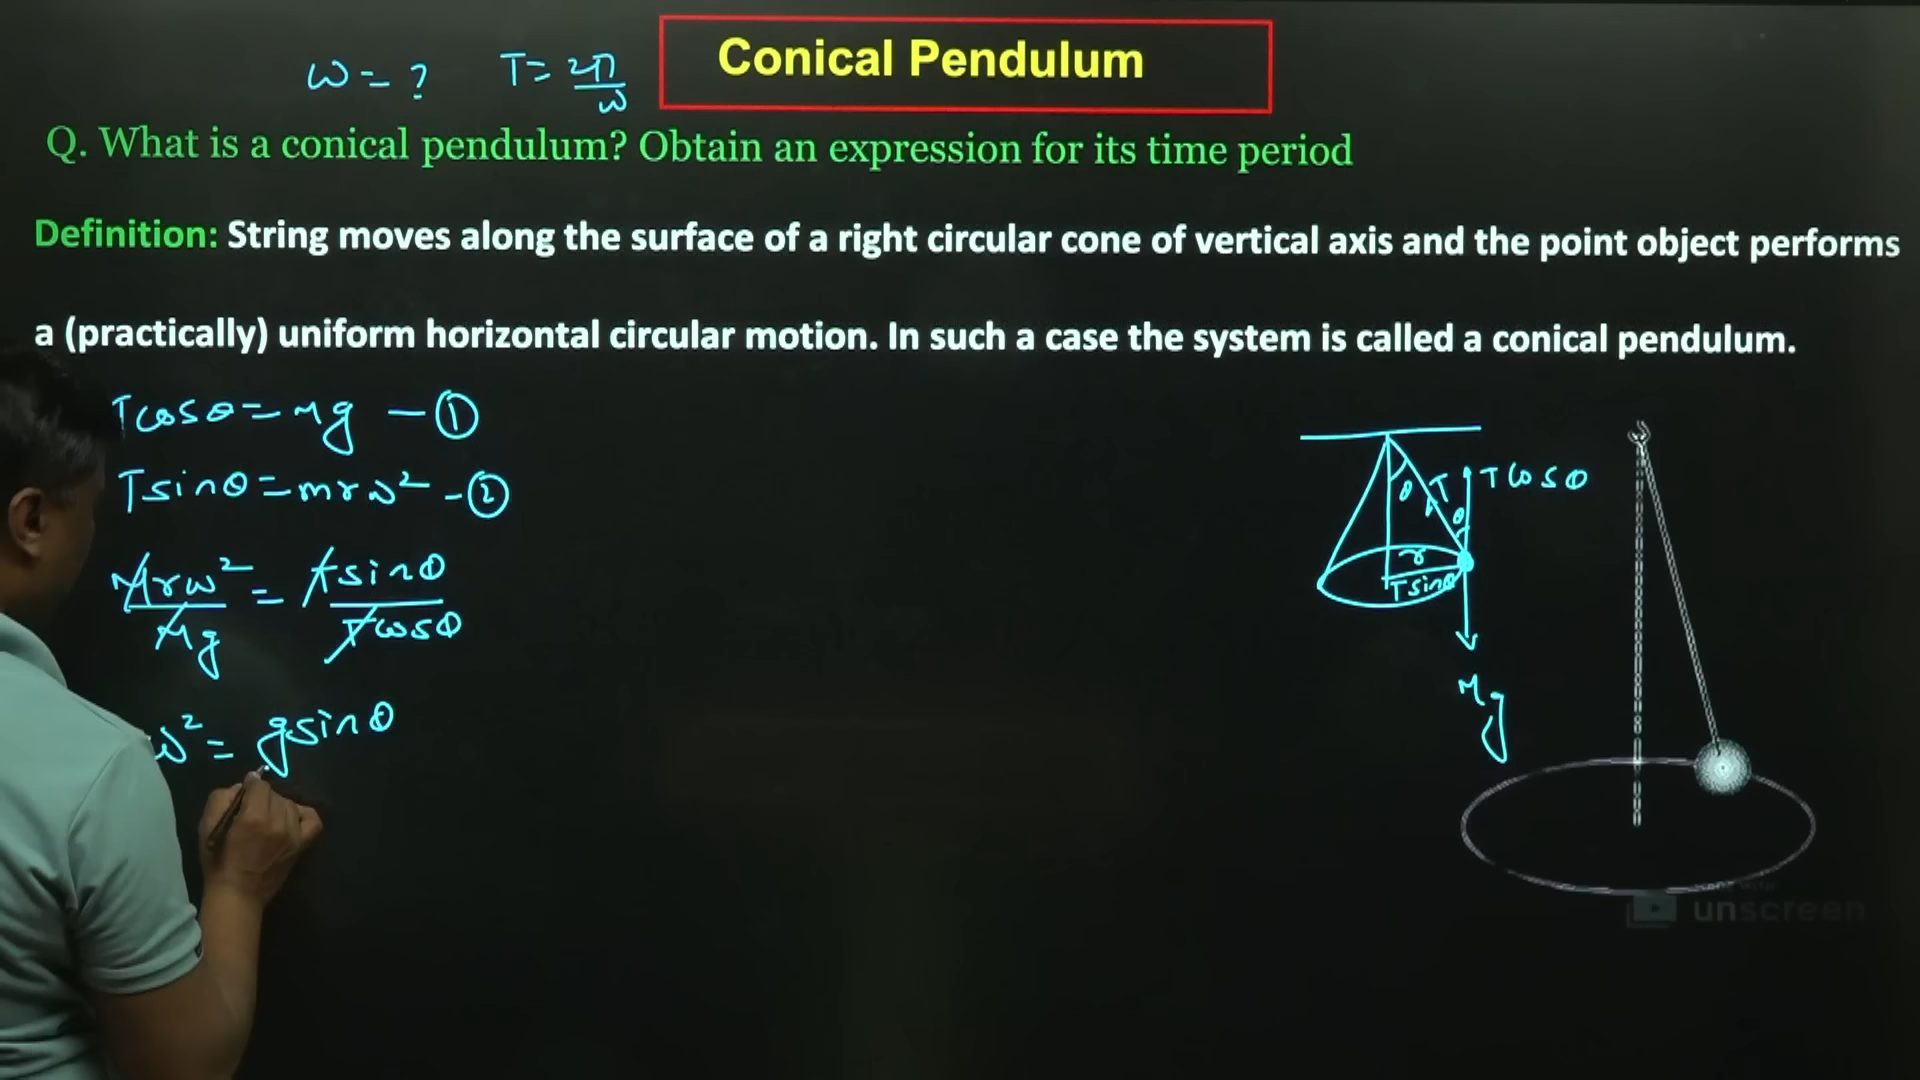 ω = ? T = 2π/ω
Conical Pendulum
Q. What is a conical pendulum? Obtain an expression for its time period
Definition: String moves along the surface of a right circular cone of vertical axis and the point object performs
a (practically) uniform horizontal circular motion. In such a case the system is called a conical pendulum.
Tcosθ = Mg — ①
Tsinθ = mrω² - ②
Mrω²/Mg = Tsinθ/Tcosθ
ω² = gsinθ
θ T Tcosθ
θ
r
Tsinθ
Mg
unscreen